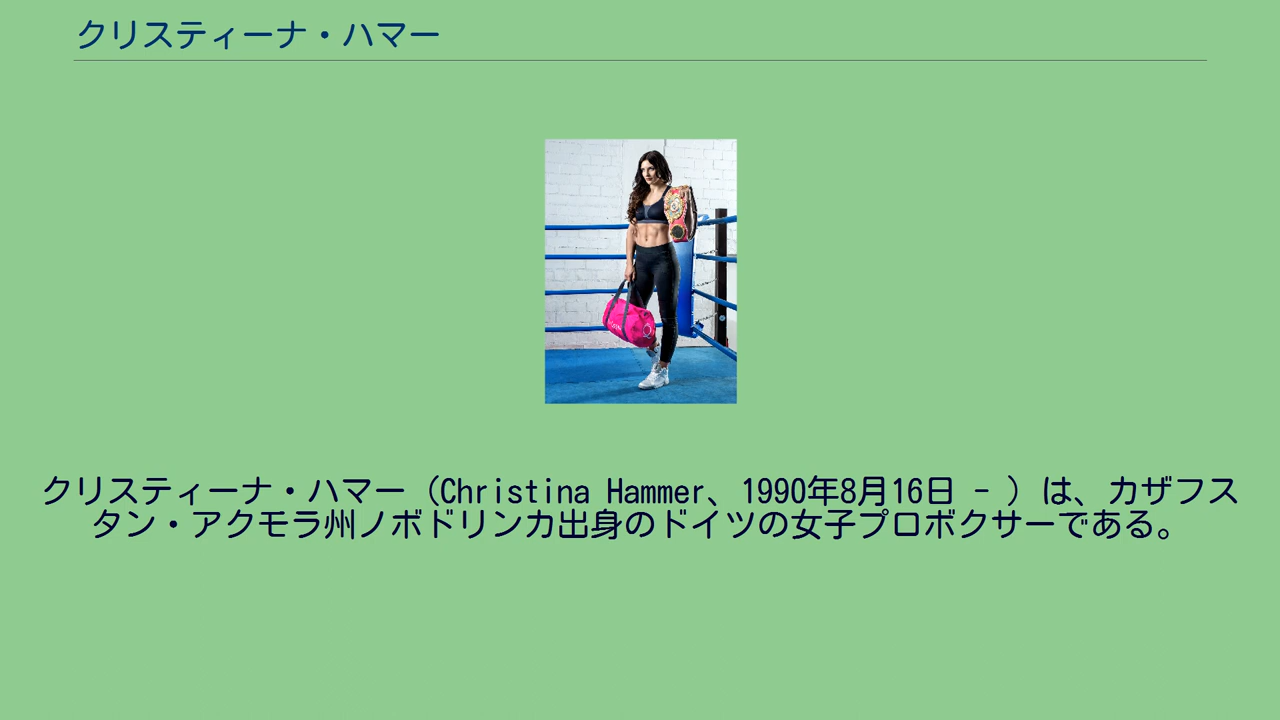 クリスティーナ・ハマー
クリスティーナ・ハマー（Christina Hammer、1990年8月16日 - ）は、カザフス
タン・アクモラ州ノボドリンカ出身のドイツの女子プロボクサーである。